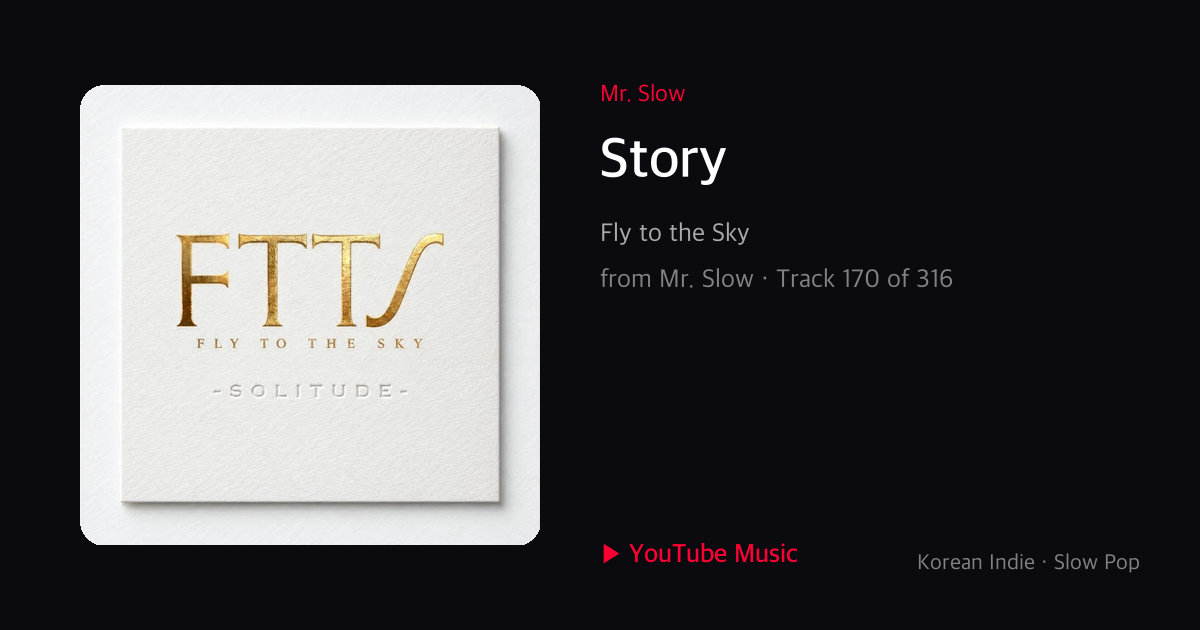 FTTS
FLY TO THE SKY
-SOLITUDE-
Mr. Slow
Story
Fly to the Sky
from Mr. Slow · Track 170 of 316
YouTube Music
Korean Indie · Slow Pop